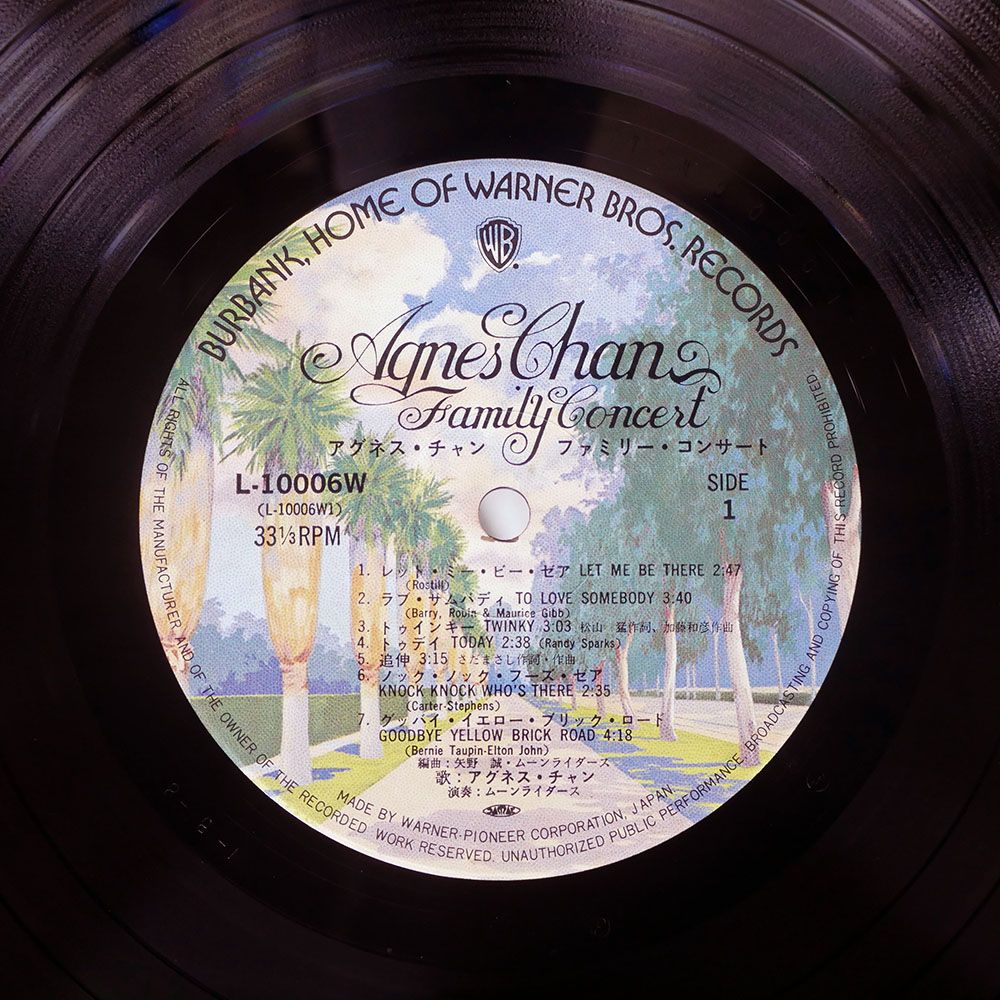 BURBANK, HOME OF WARNER BROS. RECORDS
WB
Agnes Chan
Family Concert
アグネス・チャン ファミリー・コンサート
L-10006W
(L-10006W1)
33⅓RPM
SIDE
1
1. レット・ミー・ビー・ゼア LET ME BE THERE 2:47
(Rostill)
2. ラブ・サムバディ TO LOVE SOMEBODY 3:40
(Barry, Robin & Maurice Gibb)
3. トゥインキー TWINKY 3:03 松山 猛作詞、加藤和彦作曲
4. トゥデイ TODAY 2:38 (Randy Sparks)
5. 追伸 3:15 さだまさし作詞・作曲
6. ノック・ノック・フーズ・ゼア
KNOCK KNOCK WHO'S THERE 2:35
(Carter-Stephens)
7. グッバイ・イエロー・ブリック・ロード
GOODBYE YELLOW BRICK ROAD 4:18
(Bernie Taupin-Elton John)
編曲：矢野 誠・ムーンライダース
歌：アグネス・チャン
演奏：ムーンライダース
MADE BY WARNER-PIONEER CORPORATION, JAPAN.
ALL RIGHTS OF THE MANUFACTURER AND OF THE OWNER OF THE RECORDED WORK RESERVED. UNAUTHORIZED PUBLIC PERFORMANCE, BROADCASTING AND COPYING OF THIS RECORD PROHIBITED.